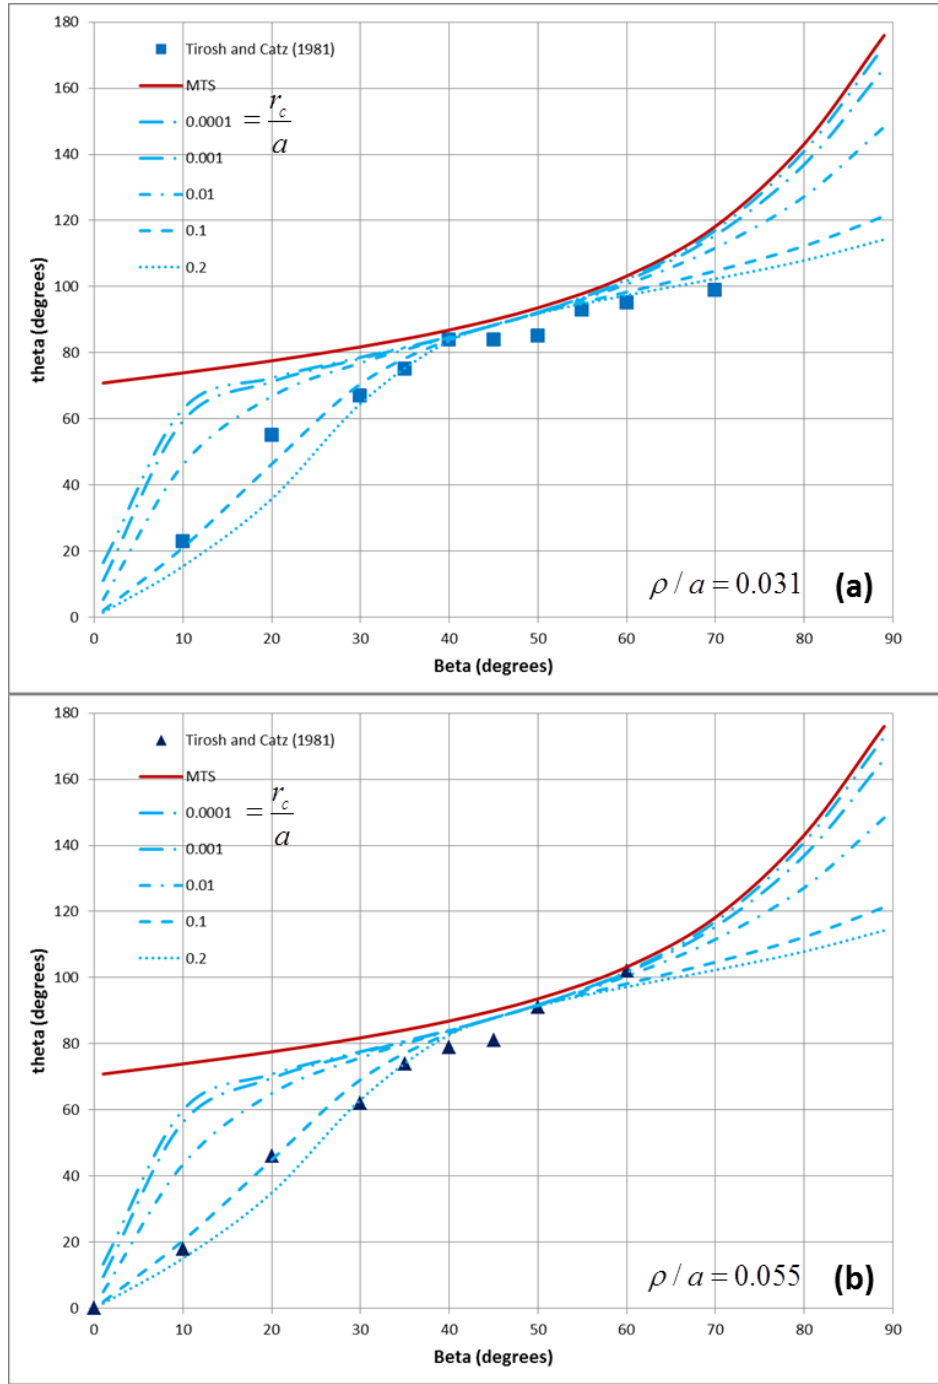 180
160
140
120
100
80
60
40
20
0
theta (degrees)
Tirosh and Catz (1981)
MTS
0.0001 = r_c / a
0.001
0.01
0.1
0.2
ρ / a = 0.031 (a)
0 10 20 30 40 50 60 70 80 90
Beta (degrees)
180
160
140
120
100
80
60
40
20
0
theta (degrees)
Tirosh and Catz (1981)
MTS
0.0001 = r_c / a
0.001
0.01
0.1
0.2
ρ / a = 0.055 (b)
0 10 20 30 40 50 60 70 80 90
Beta (degrees)